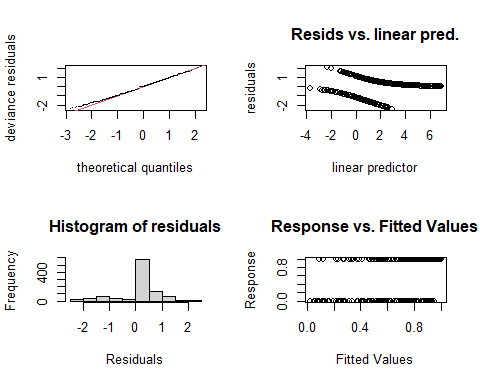 deviance residuals
1
-2
-3 -2 -1 0 1 2
theoretical quantiles
Resids vs. linear pred.
residuals
1
-2
-4 -2 0 2 4 6
linear predictor
Histogram of residuals
Frequency
400
0
-2 -1 0 1 2
Residuals
Response vs. Fitted Values
Response
0.8
0.0
0.0 0.4 0.8
Fitted Values